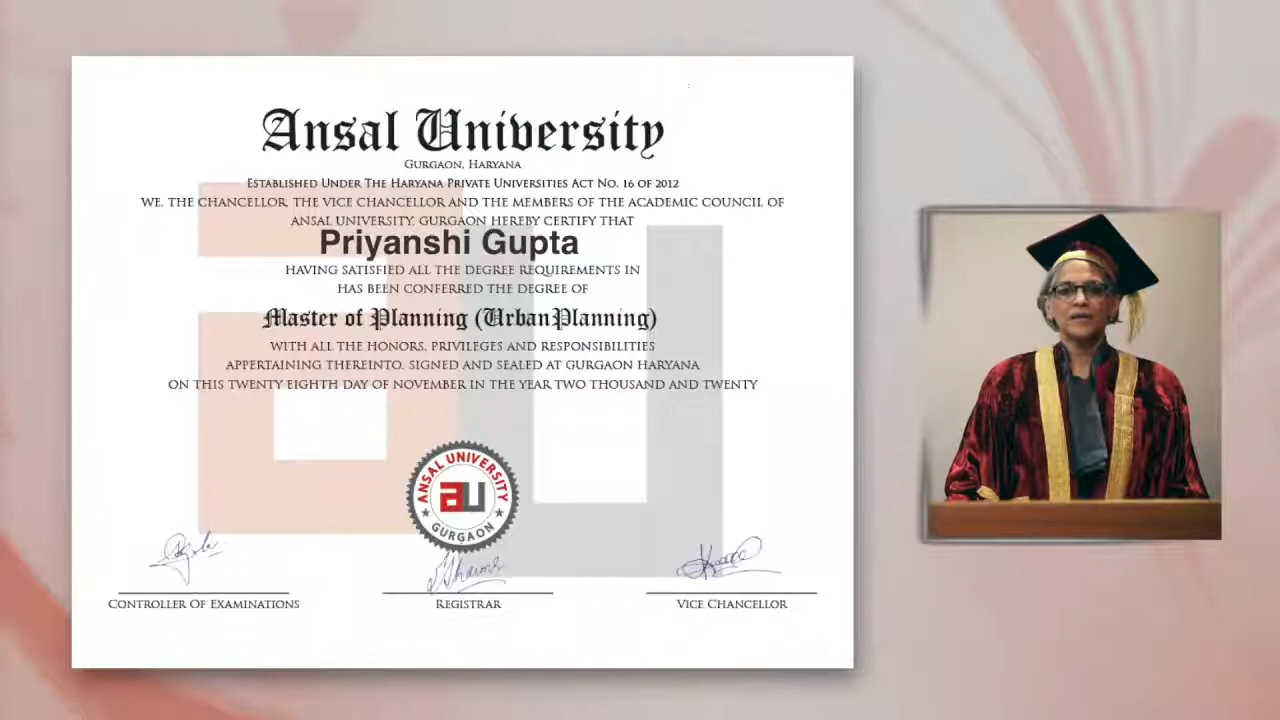 Ansal University
GURGAON, HARYANA
ESTABLISHED UNDER THE HARYANA PRIVATE UNIVERSITIES ACT NO. 16 OF 2012
WE, THE CHANCELLOR, THE VICE CHANCELLOR AND THE MEMBERS OF THE ACADEMIC COUNCIL OF
ANSAL UNIVERSITY, GURGAON HEREBY CERTIFY THAT
Priyanshi Gupta
HAVING SATISFIED ALL THE DEGREE REQUIREMENTS IN
HAS BEEN CONFERRED THE DEGREE OF
Master of Planning (UrbanPlanning)
WITH ALL THE HONORS, PRIVILEGES AND RESPONSIBILITIES
APPERTAINING THEREINTO, SIGNED AND SEALED AT GURGAON HARYANA
ON THIS TWENTY EIGHTH DAY OF NOVEMBER IN THE YEAR TWO THOUSAND AND TWENTY
ANSAL UNIVERSITY
au
GURGAON
CONTROLLER OF EXAMINATIONS
REGISTRAR
VICE CHANCELLOR